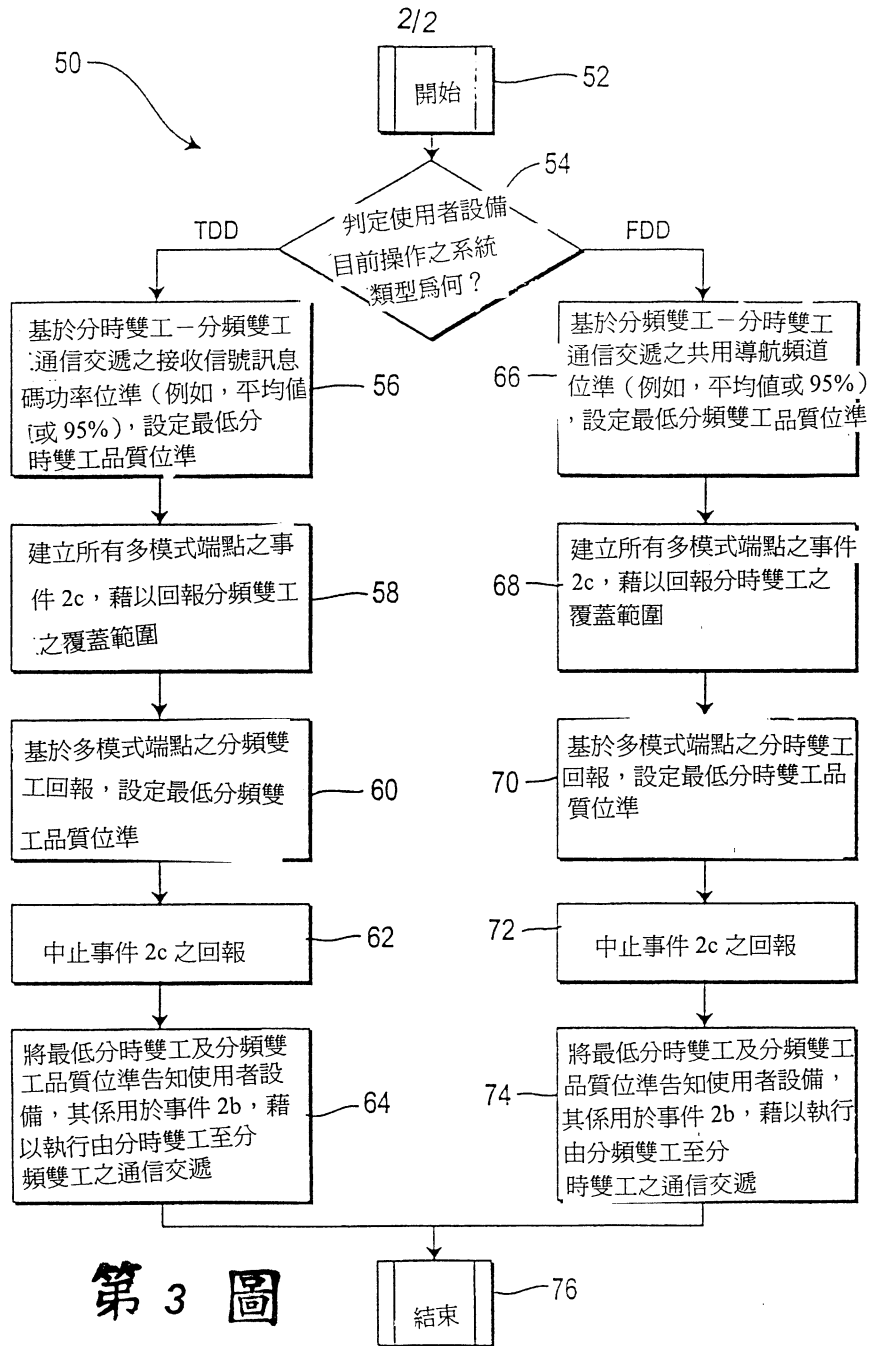 2/2
50
開始
52
54
判定使用者設備
目前操作之系統
類型爲何？
TDD
FDD
基於分時雙工－分頻雙工
通信交遞之接收信號訊息
碼功率位準（例如，平均値
或 95%），設定最低分
時雙工品質位準
56
建立所有多模式端點之事
件 2c，藉以回報分頻雙工
之覆蓋範圍
58
基於多模式端點之分頻雙
工回報，設定最低分頻雙
工品質位準
60
中止事件 2c 之回報
62
將最低分時雙工及分頻雙
工品質位準告知使用者設
備，其係用於事件 2b，藉
以執行由分時雙工至分
頻雙工之通信交遞
64
基於分頻雙工－分時雙工
通信交遞之共用導航頻道
位準（例如，平均値或 95%）
，設定最低分頻雙工品質位準
66
建立所有多模式端點之事件
2c，藉以回報分時雙工之
覆蓋範圍
68
基於多模式端點之分時雙工
回報，設定最低分時雙工品
質位準
70
中止事件 2c 之回報
72
將最低分時雙工及分頻雙工
品質位準告知使用者設備，
其係用於事件 2b，藉以執行
由分頻雙工至分
時雙工之通信交遞
74
結束
76
第 3 圖